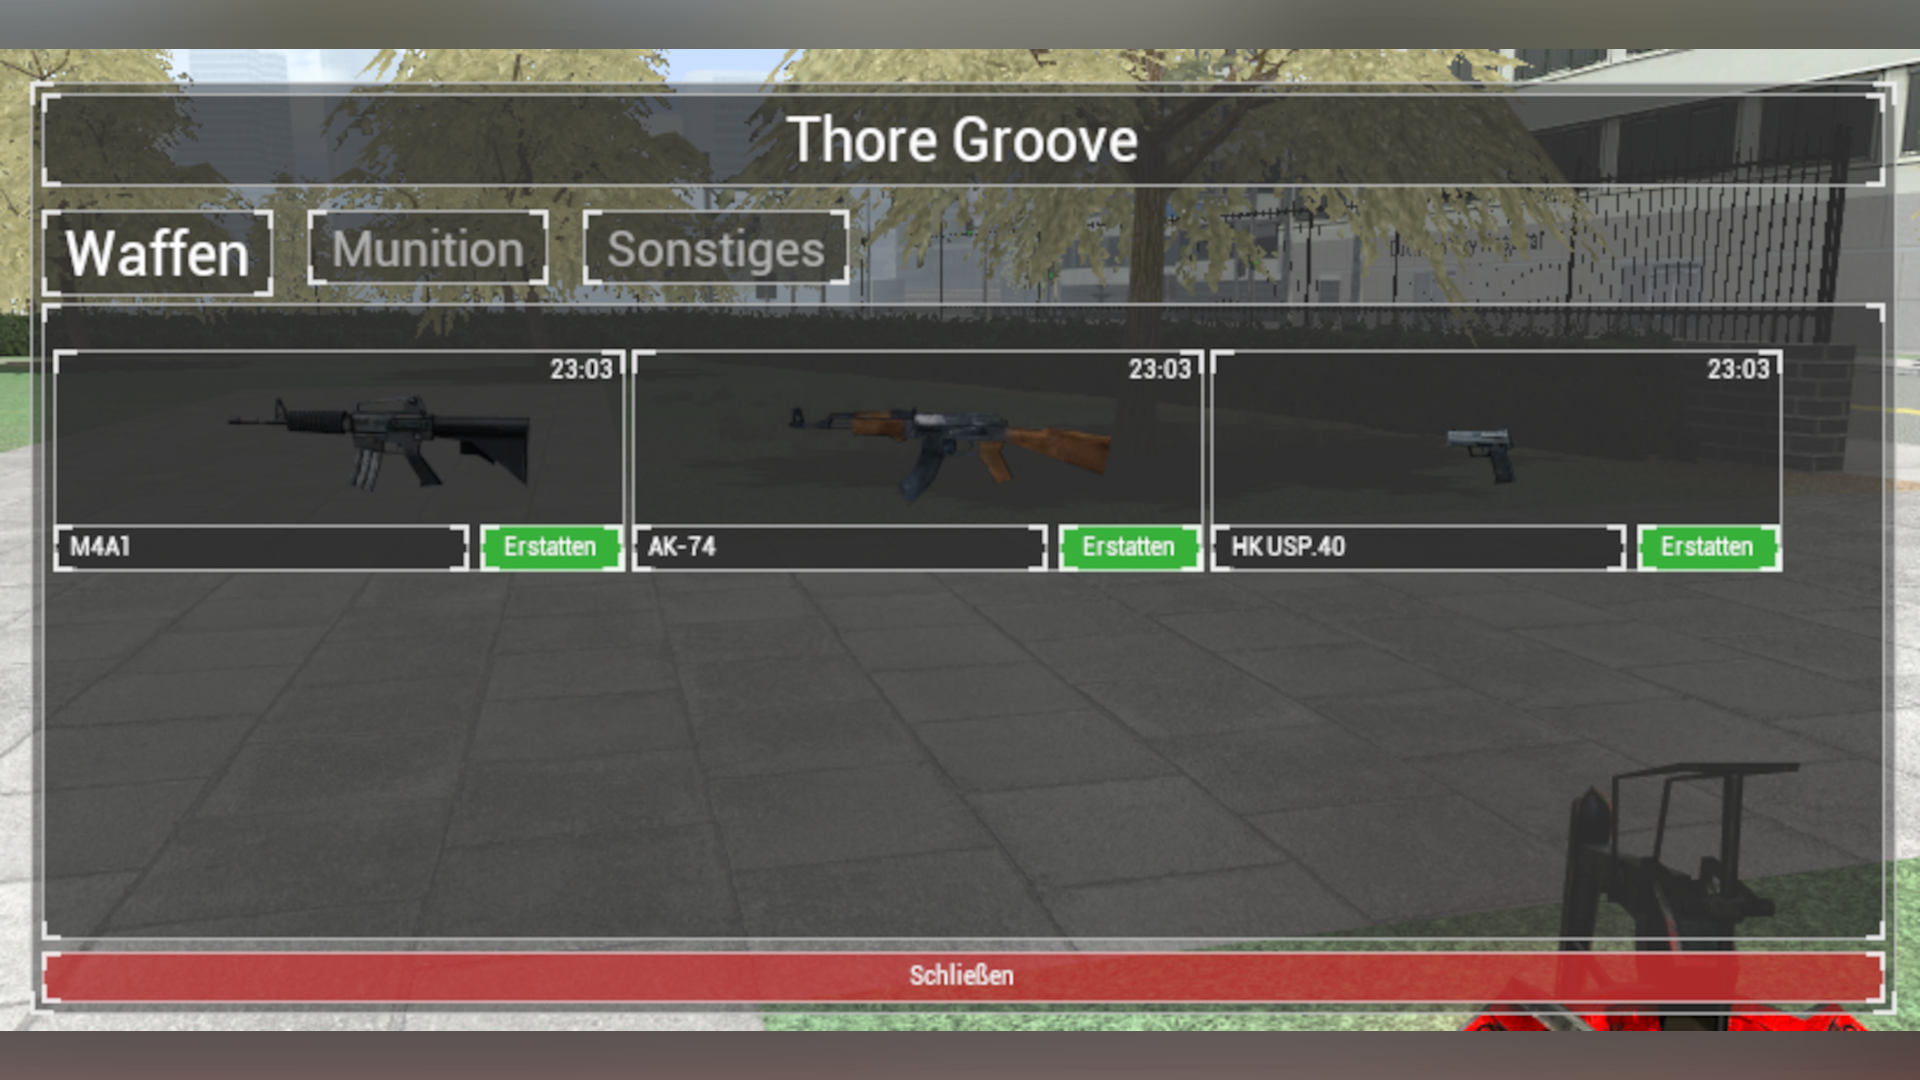 Thore Groove
Waffen Munition Sonstiges
23:03 23:03 23:03
M4A1 Erstatten AK-74 Erstatten HK USP.40 Erstatten
Schließen